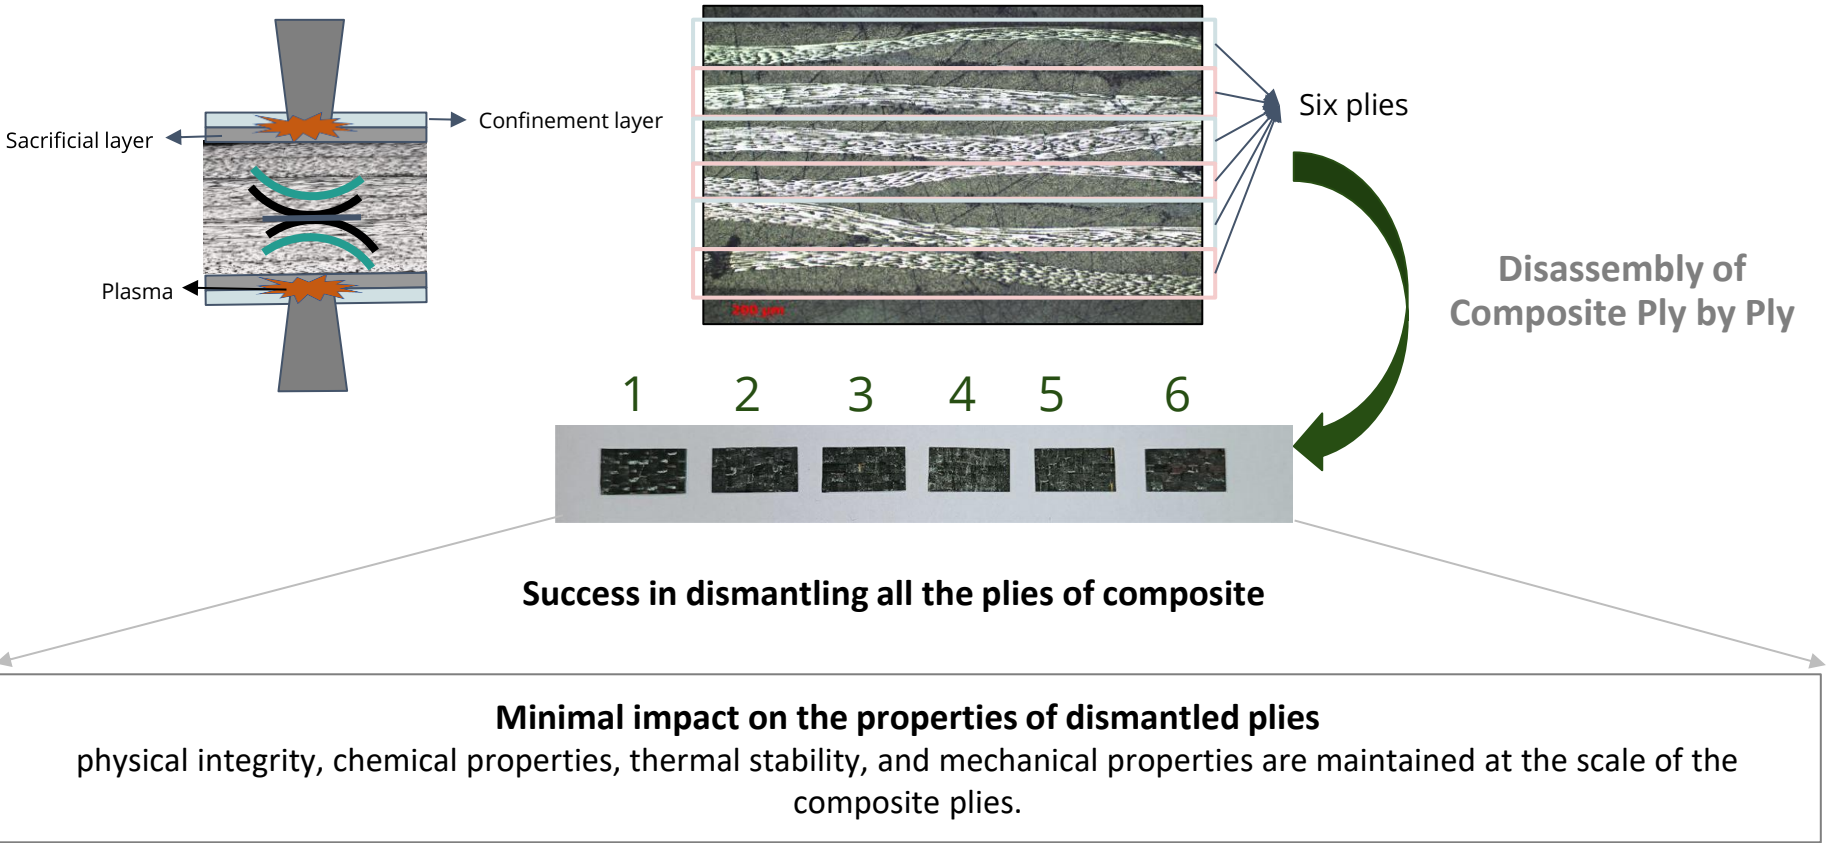 Sacrificial layer
Confinement layer
Plasma
200 µm
Six plies
Disassembly of
Composite Ply by Ply
1 2 3 4 5 6
Success in dismantling all the plies of composite
Minimal impact on the properties of dismantled plies
physical integrity, chemical properties, thermal stability, and mechanical properties are maintained at the scale of the
composite plies.